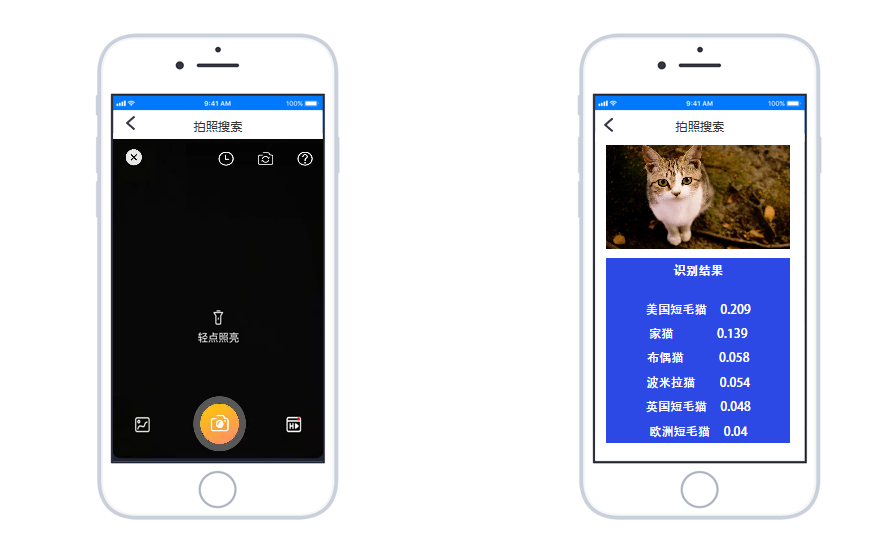 9:41 AM 100%
拍照搜索
轻点照亮
9:41 AM 100%
拍照搜索
识别结果
美国短毛猫 0.209
家猫 0.139
布偶猫 0.058
波米拉猫 0.054
英国短毛猫 0.048
欧洲短毛猫 0.04